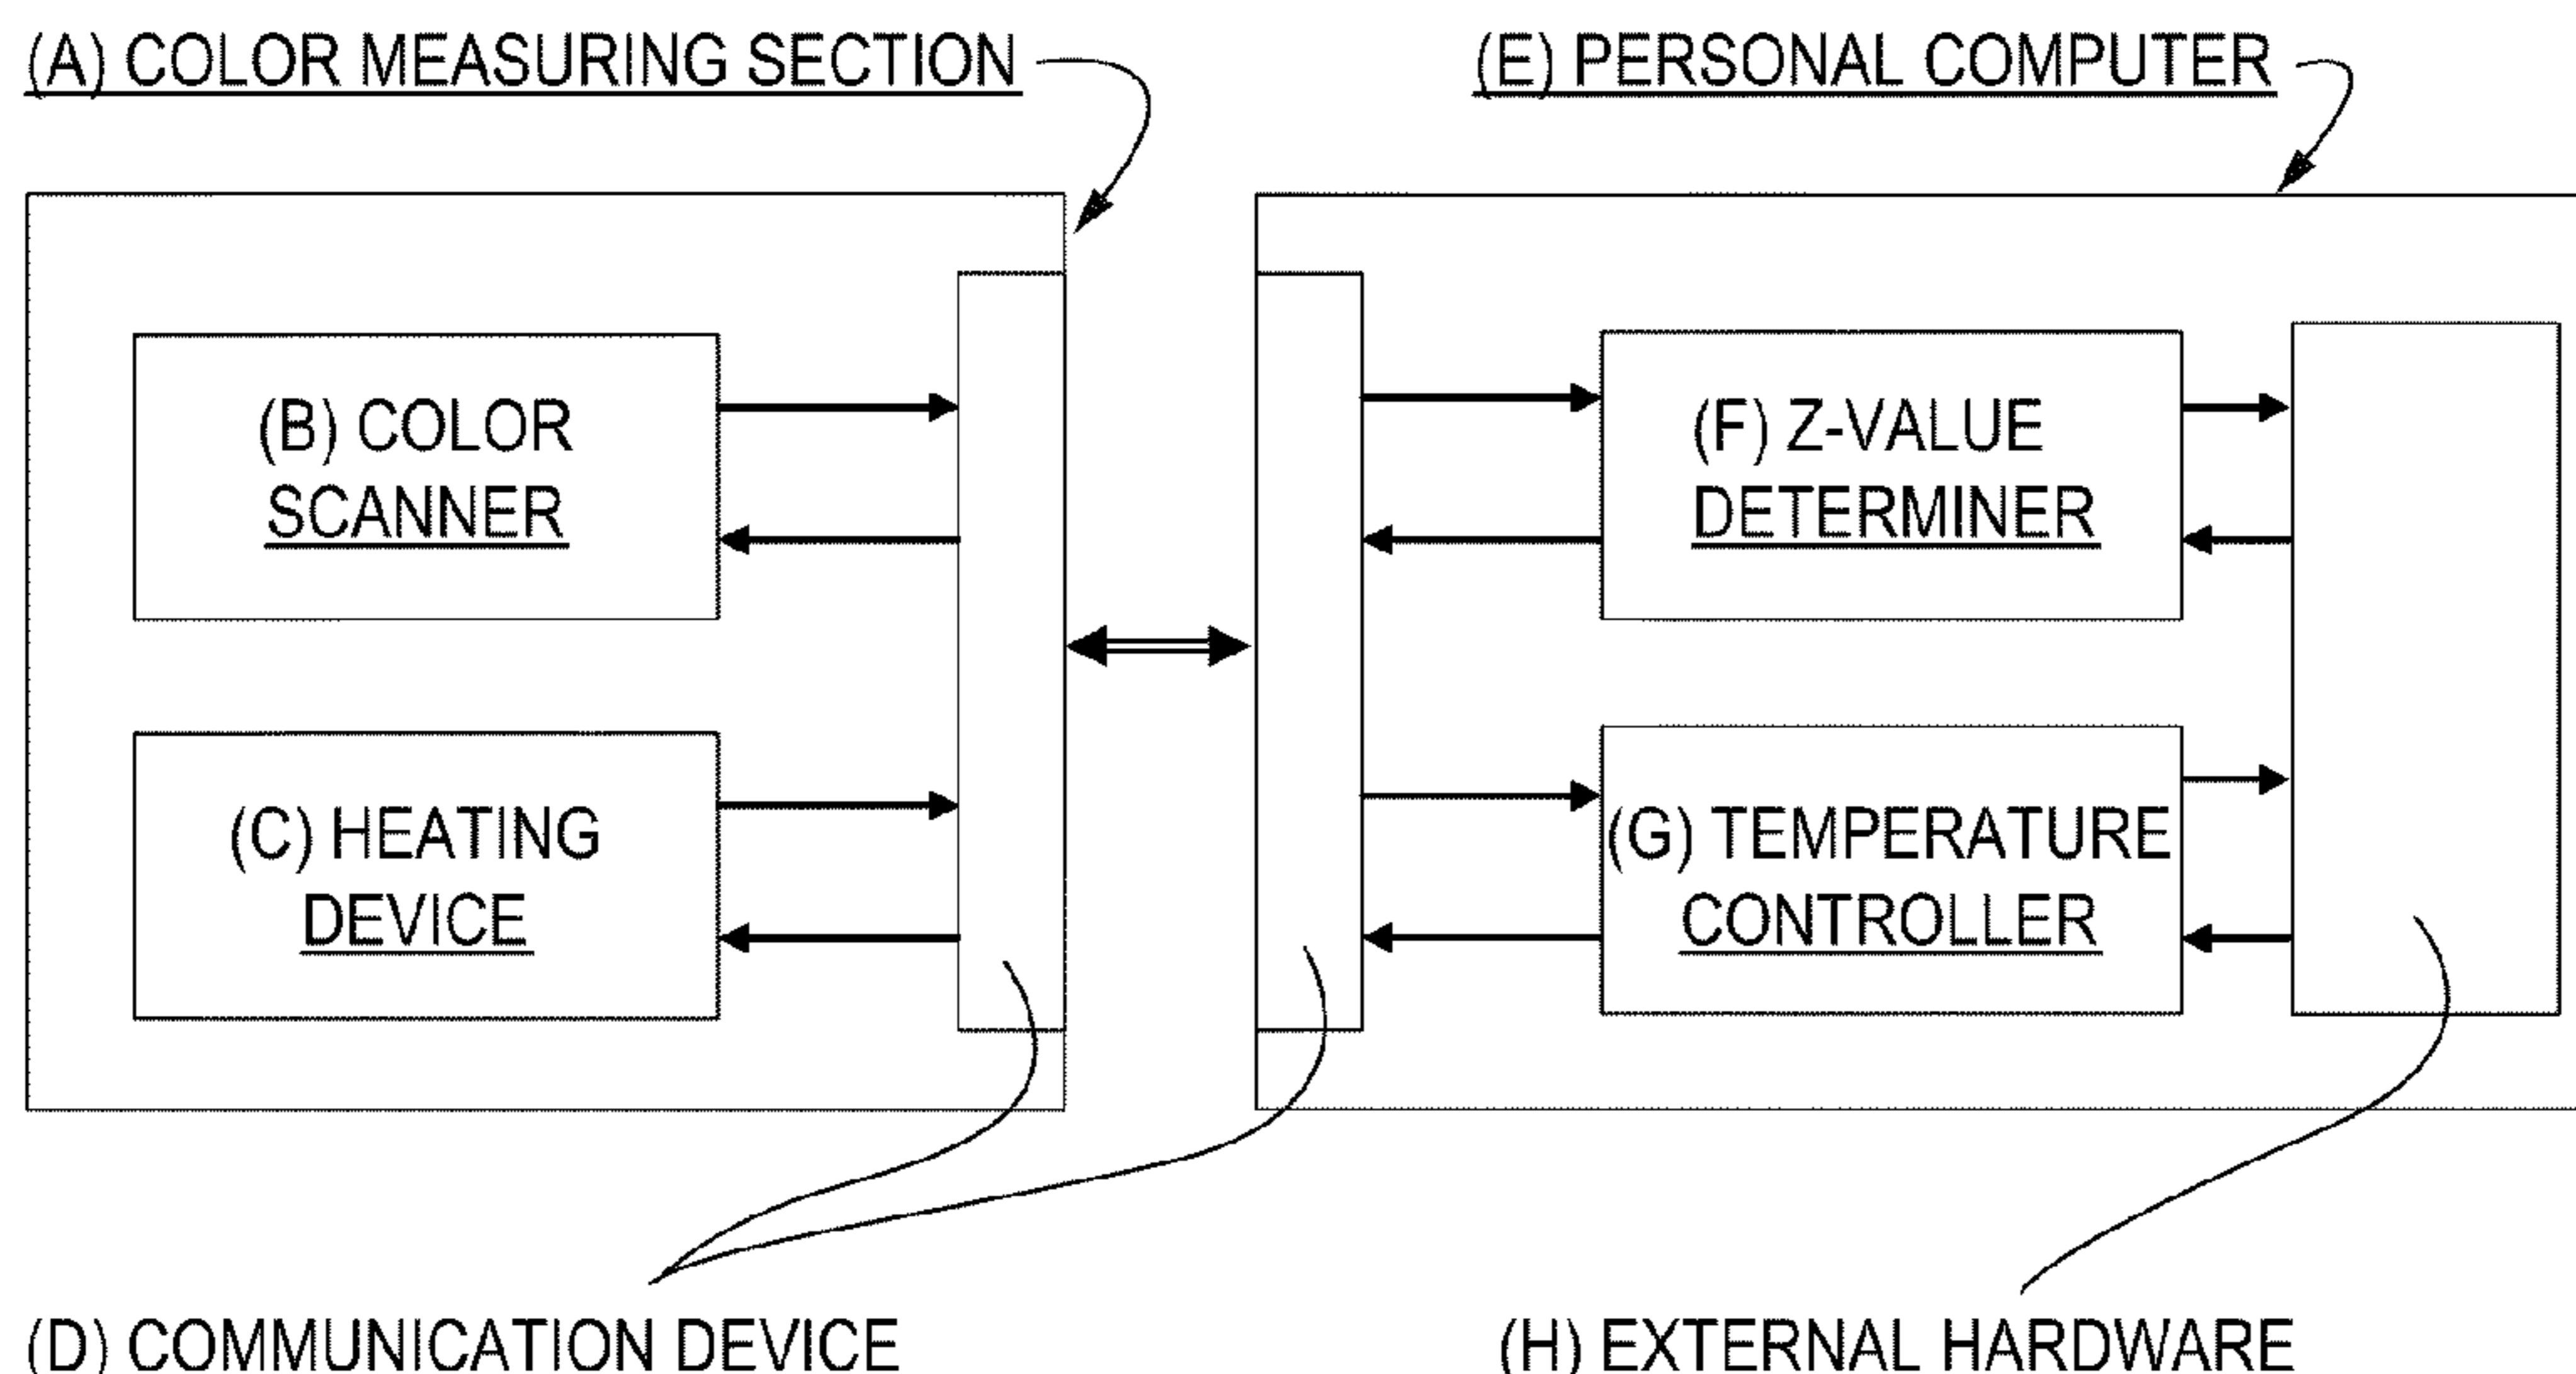 (A) COLOR MEASURING SECTION
(E) PERSONAL COMPUTER
(B) COLOR
SCANNER
(F) Z-VALUE
DETERMINER
(C) HEATING
DEVICE
(G) TEMPERATURE
CONTROLLER
(D) COMMUNICATION DEVICE
(H) EXTERNAL HARDWARE